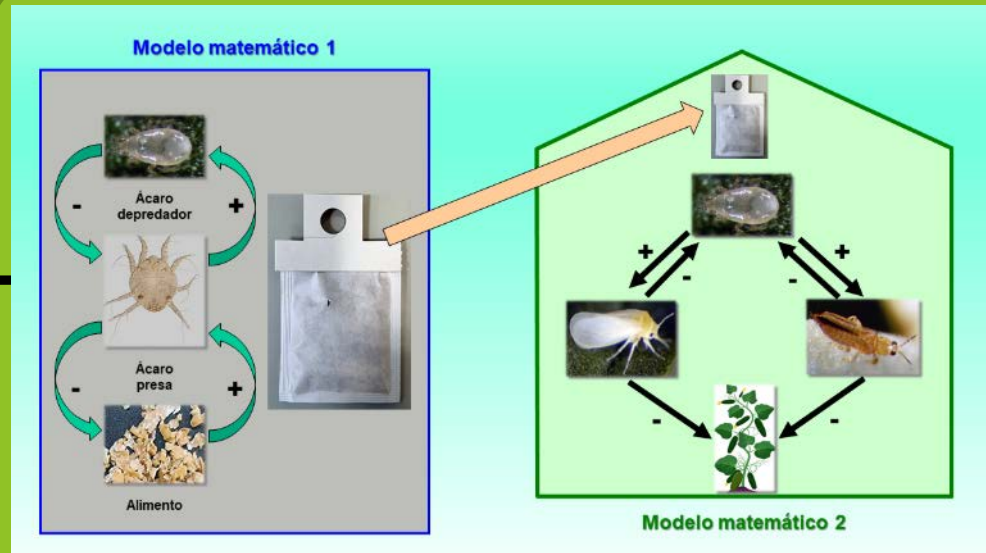 Modelo matemático 1
Ácaro
depredador
-
+
Ácaro
presa
-
+
Alimento
+
-
-
+
-
-
Modelo matemático 2